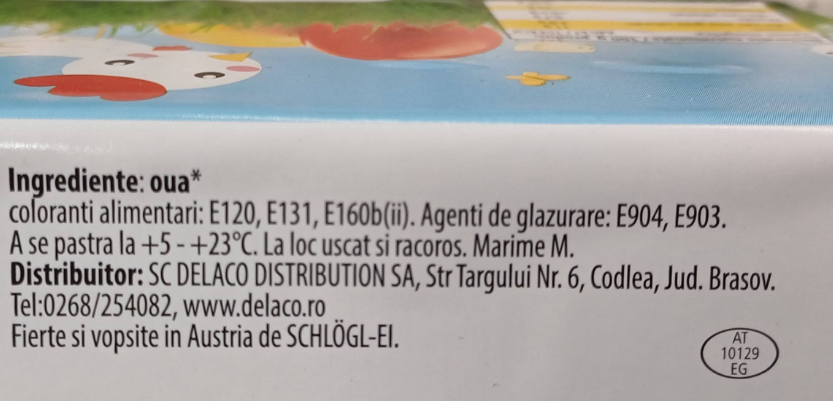 Ingrediente: oua*
coloranti alimentari: E120, E131, E160b(ii). Agenti de glazurare: E904, E903.
A se pastra la +5 - +23°C. La loc uscat si racoros. Marime M.
Distribuitor: SC DELACO DISTRIBUTION SA, Str Targului Nr. 6, Codlea, Jud. Brasov.
Tel:0268/254082, www.delaco.ro
Fierte si vopsite in Austria de SCHLÖGL-EI.
AT
10129
EG